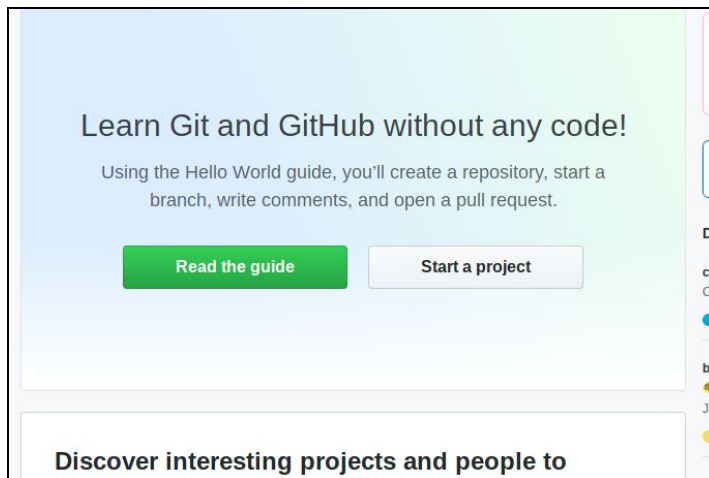 Learn Git and GitHub without any code!
Using the Hello World guide, you'll create a repository, start a
branch, write comments, and open a pull request.
Read the guide
Start a project
Discover interesting projects and people to